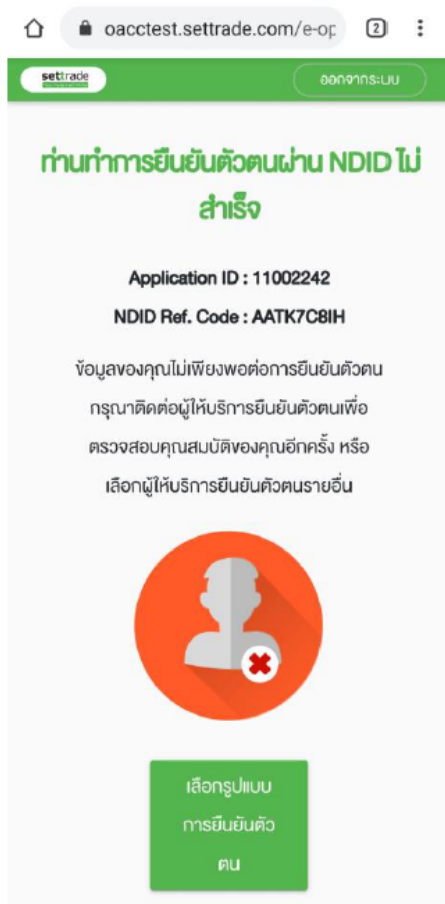 oacctest.settrade.com/e-op
2
settrade
ออกจากระบบ
ท่านทำการยืนยันตัวตนผ่าน NDID ไม่
สำเร็จ
Application ID : 11002242
NDID Ref. Code : AATK7C8IH
ข้อมูลของคุณไม่เพียงพอต่อการยืนยันตัวตน
กรุณาติดต่อผู้ให้บริการยืนยันตัวตนเพื่อ
ตรวจสอบคุณสมบัติของคุณอีกครั้ง หรือ
เลือกผู้ให้บริการยืนยันตัวตนรายอื่น
เลือกรูปแบบ
การยืนยันตัว
ตน